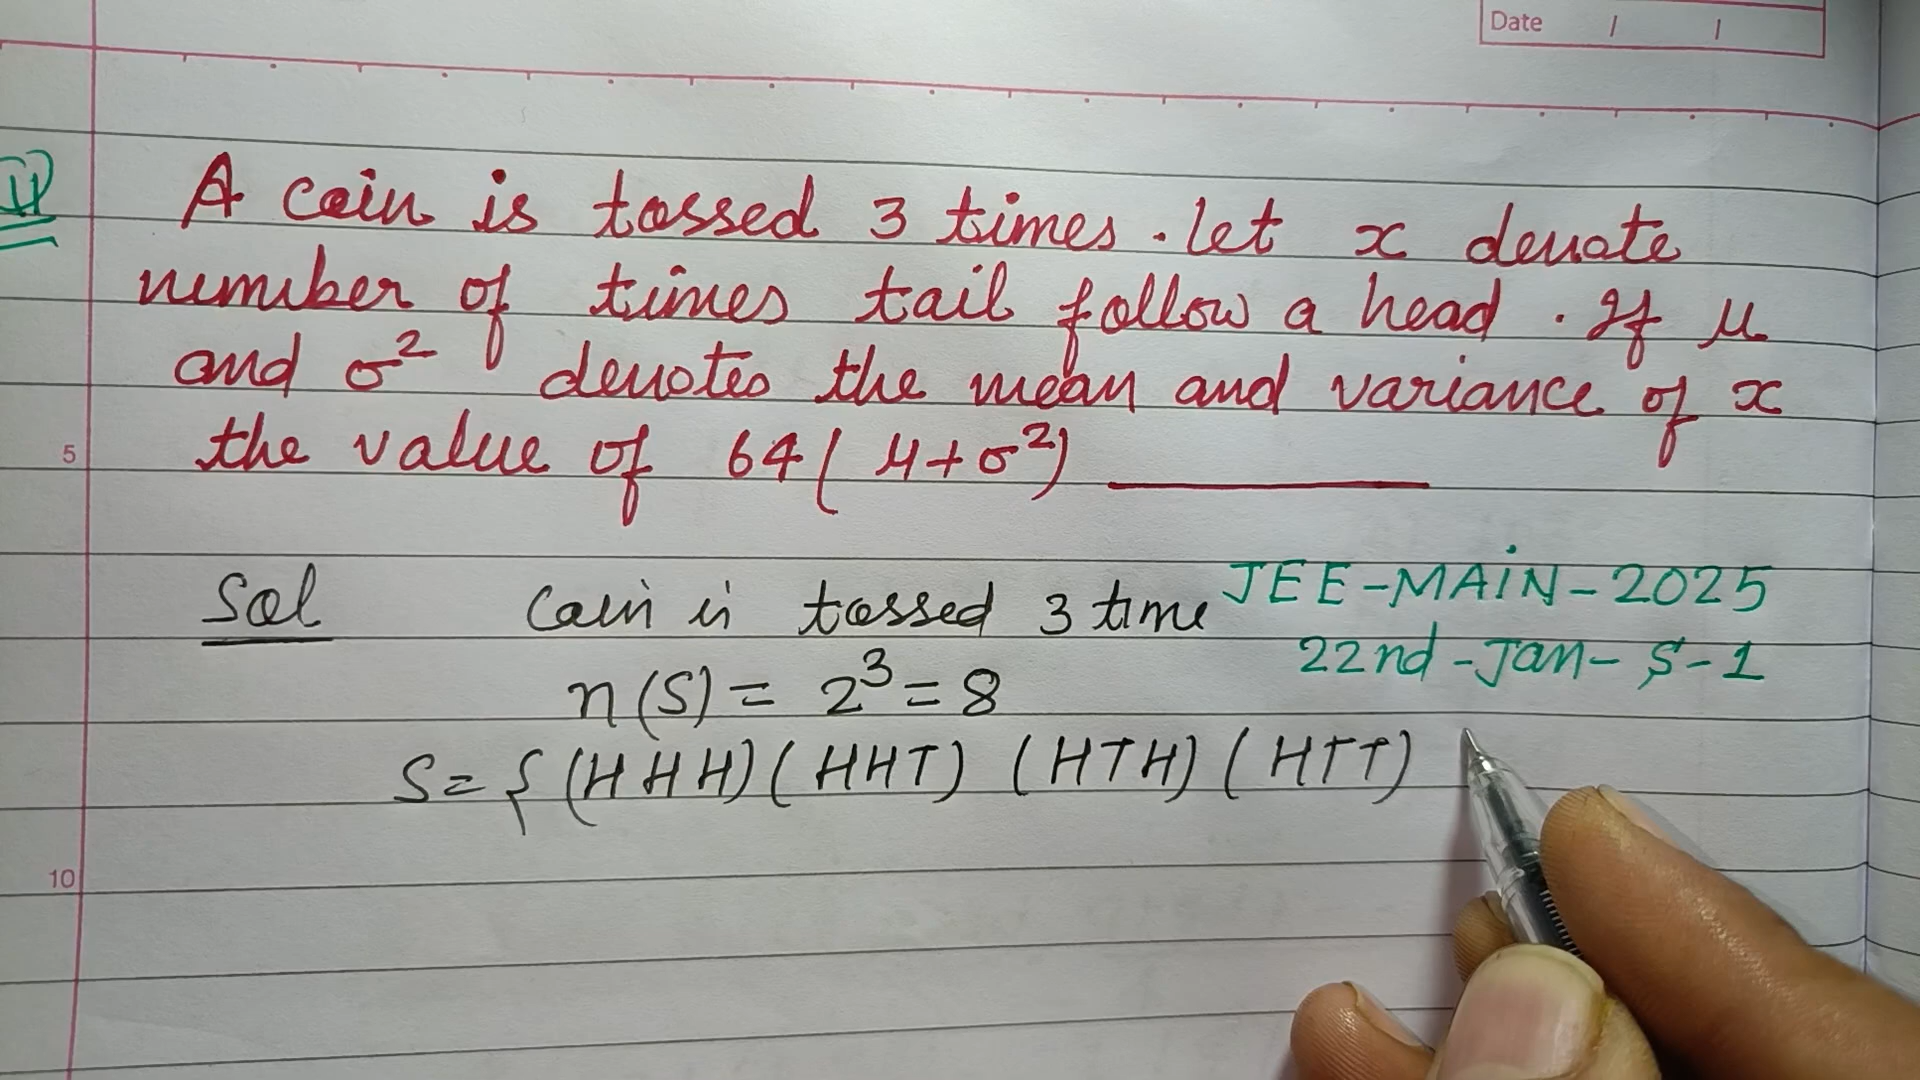 Date / /
II
A coin is tossed 3 times. let x denote
number of times tail follow a head. If μ
and σ² denotes the mean and variance of x
5 the value of 64(μ+σ²) ________
Sol Coin is tossed 3 time JEE-MAIN-2025
22nd-Jan-S-1
n(S) = 2³ = 8
S = { (HHH) (HHT) (HTH) (HTT)
10